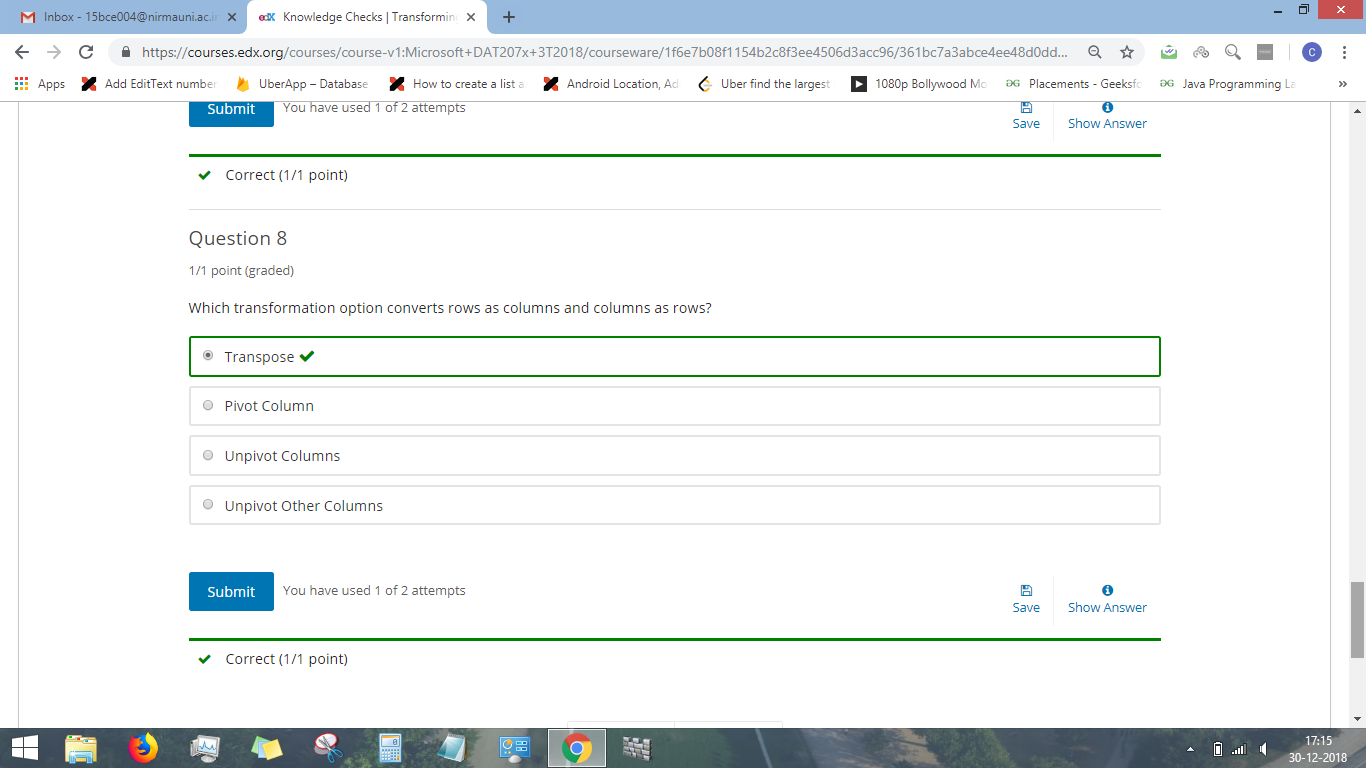 Inbox - 15bce004@nirmauni.ac.i
edX Knowledge Checks | Transformin
https://courses.edx.org/courses/course-v1:Microsoft+DAT207x+3T2018/courseware/1f6e7b08f1154b2c8f3ee4506d3acc96/361bc7a3abce4ee48d0dd...
C
Apps
Add EditText number
UberApp – Database
How to create a list a
Android Location, Ad
Uber find the largest
1080p Bollywood Mo
Placements - Geeksfo
Java Programming La
»
Submit
You have used 1 of 2 attempts
Save
Show Answer
Correct (1/1 point)
Question 8
1/1 point (graded)
Which transformation option converts rows as columns and columns as rows?
Transpose
Pivot Column
Unpivot Columns
Unpivot Other Columns
Submit
You have used 1 of 2 attempts
Save
Show Answer
Correct (1/1 point)
17:15
30-12-2018